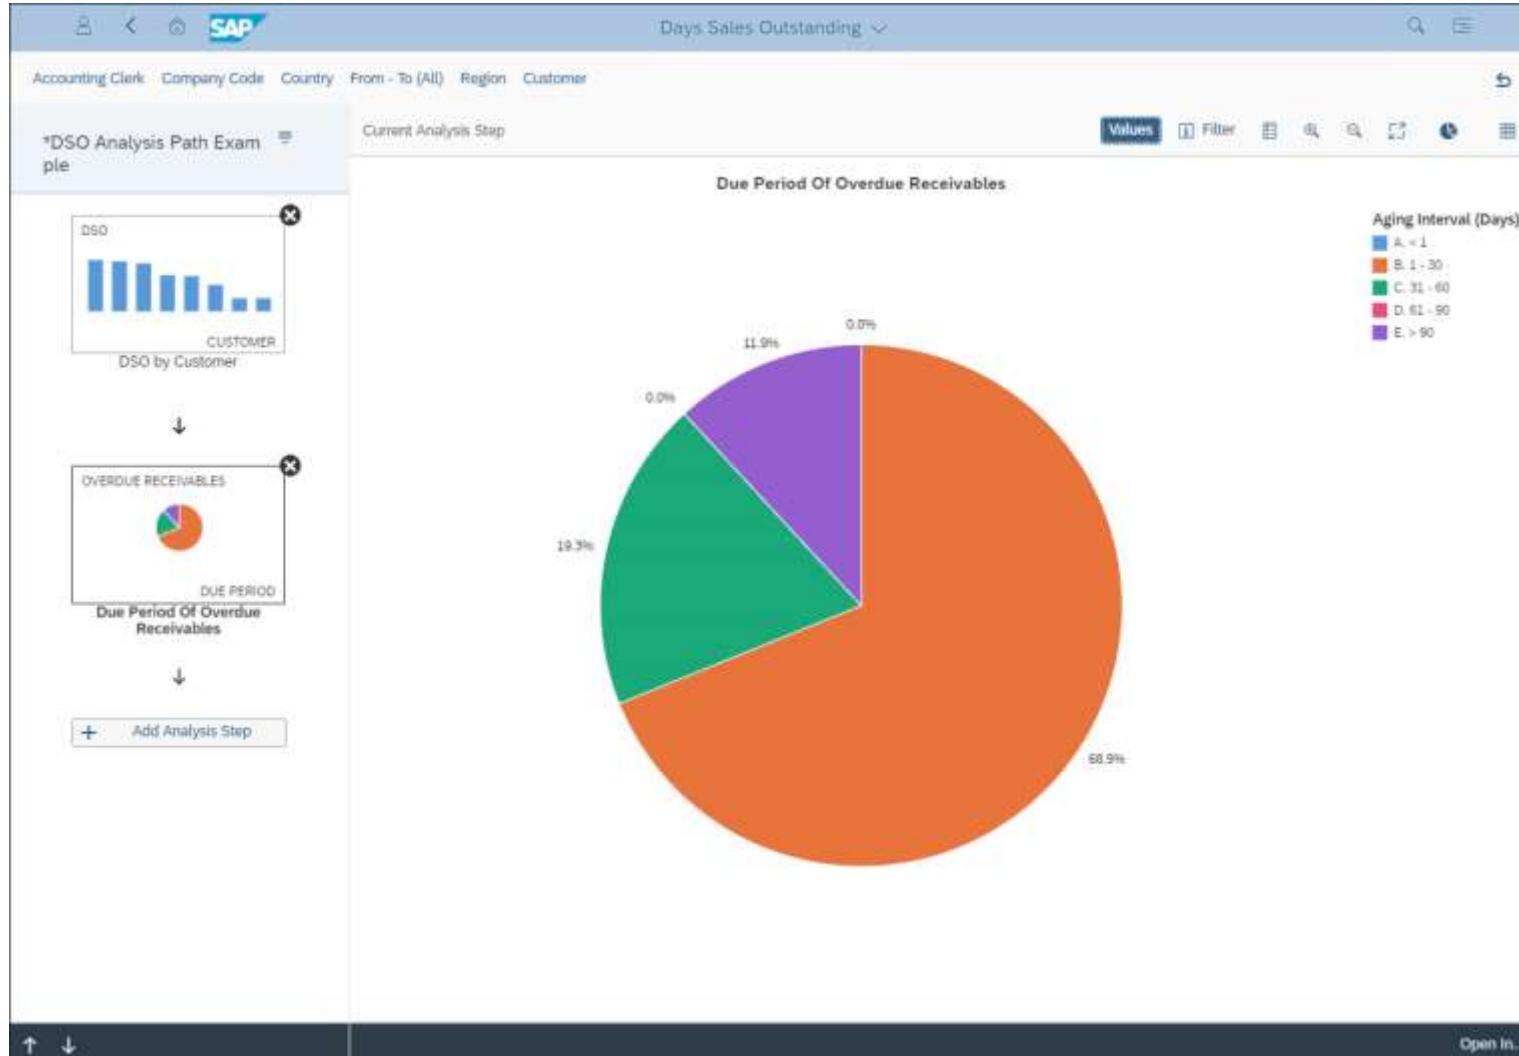 SAP
Days Sales Outstanding
Accounting Clerk Company Code Country From - To (All) Region Customer
*DSO Analysis Path Exam
ple
Current Analysis Step
Values Filter
Due Period Of Overdue Receivables
DSO
CUSTOMER
DSO by Customer
OVERDUE RECEIVABLES
DUE PERIOD
Due Period Of Overdue
Receivables
+ Add Analysis Step
Aging Interval (Days)
A. < 1
B. 1 - 30
C. 31 - 60
D. 61 - 90
E. > 90
0.0%
11.9%
0.0%
19.3%
68.9%
Open In...